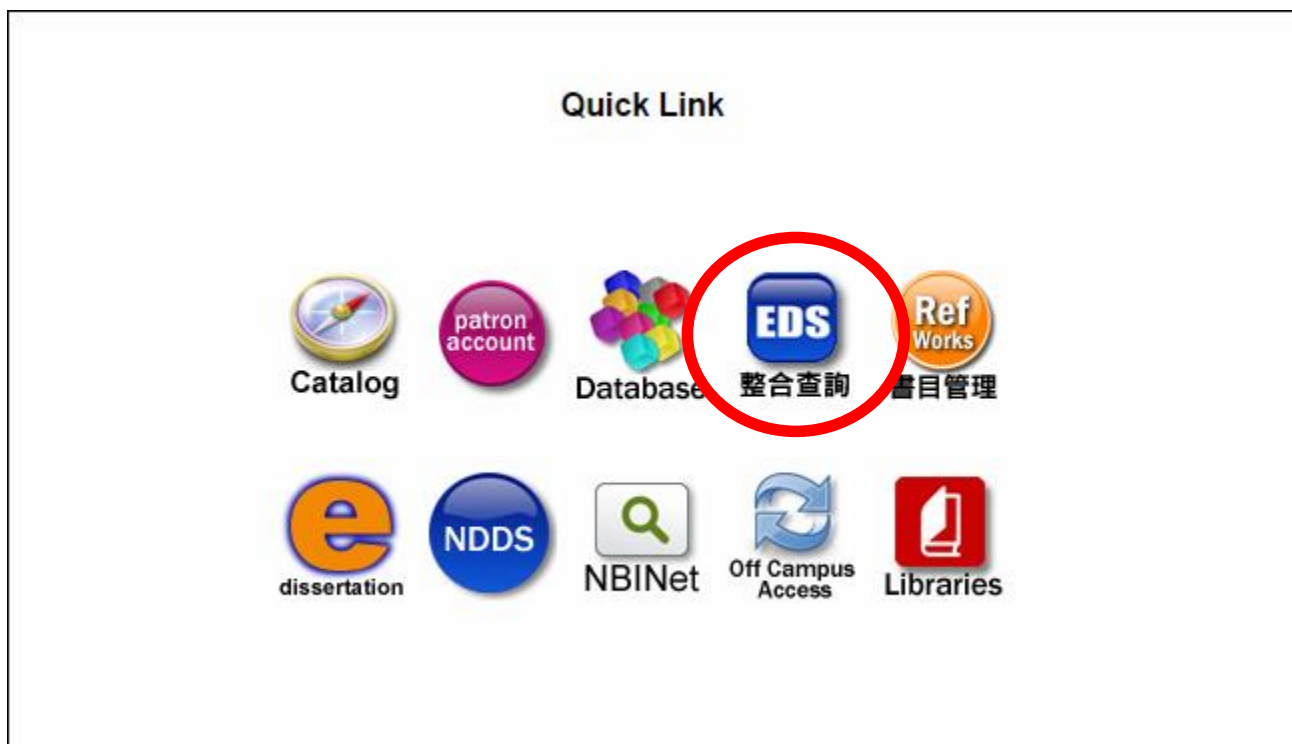 Quick Link
patron
account
EDS
Ref
Works
Catalog
Database
整合查詢
書目管理
e
dissertation
NDDS
NBINet
Off Campus
Access
Libraries